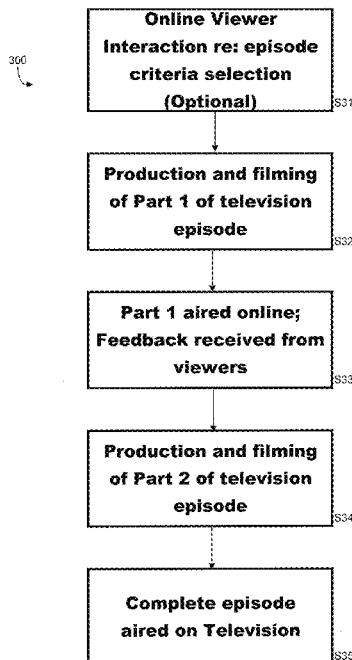 Online Viewer
Interaction re: episode
criteria selection
(Optional)
300
S31
Production and filming
of Part 1 of television
episode
S32
Part 1 aired online;
Feedback received from
viewers
S33
Production and filming
of Part 2 of television
episode
S34
Complete episode
aired on Television
S35